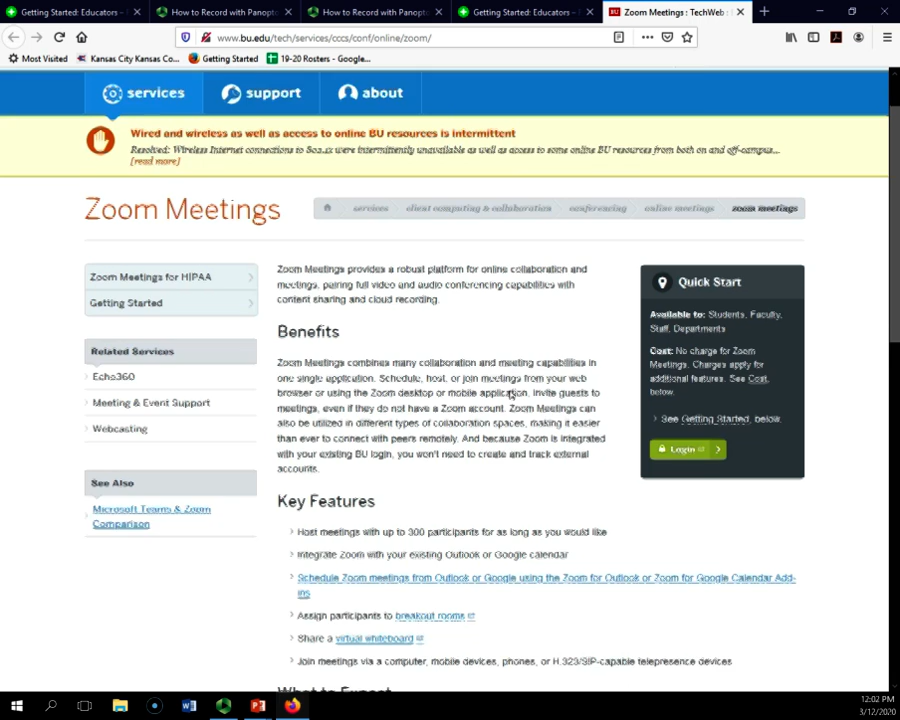 Getting Started: Educators –
How to Record with Panopto
How to Record with Panopto
Getting Started: Educators –
BU Zoom Meetings : TechWeb :
www.bu.edu/tech/services/cccs/conf/online/zoom/
Most Visited
Kansas City Kansas Co...
Getting Started
19-20 Rosters - Google...
services
support
about
Wired and wireless as well as access to online BU resources is intermittent
Resolved: Wireless Internet connections to 802.1x were intermittently unavailable as well as access to some online BU resources from both on and off-campus...
[read more]
Zoom Meetings
services
client computing & collaboration
conferencing
online meetings
zoom meetings
Zoom Meetings for HIPAA
Getting Started
Related Services
Echo360
Meeting & Event Support
Webcasting
See Also
Microsoft Teams & Zoom
Comparison
Zoom Meetings provides a robust platform for online collaboration and
meetings, pairing full video and audio conferencing capabilities with
content sharing and cloud recording.
Benefits
Zoom Meetings combines many collaboration and meeting capabilities in
one single application. Schedule, host, or join meetings from your web
browser or using the Zoom desktop or mobile application. Invite guests to
meetings, even if they do not have a Zoom account. Zoom Meetings can
also be utilized in different types of collaboration spaces, making it easier
than ever to connect with peers remotely. And because Zoom is integrated
with your existing BU login, you won't need to create and track external
accounts.
Key Features
Host meetings with up to 300 participants for as long as you would like
Integrate Zoom with your existing Outlook or Google calendar
Schedule Zoom meetings from Outlook or Google using the Zoom for Outlook or Zoom for Google Calendar Add-
ins
Assign participants to breakout rooms
Share a virtual whiteboard
Join meetings via a computer, mobile devices, phones, or H.323/SIP-capable telepresence devices
What to Expect
Quick Start
Available to: Students, Faculty,
Staff, Departments
Cost: No charge for Zoom
Meetings. Charges apply for
additional features. See Cost,
below.
See Getting Started, below.
Login
12:02 PM
3/12/2020